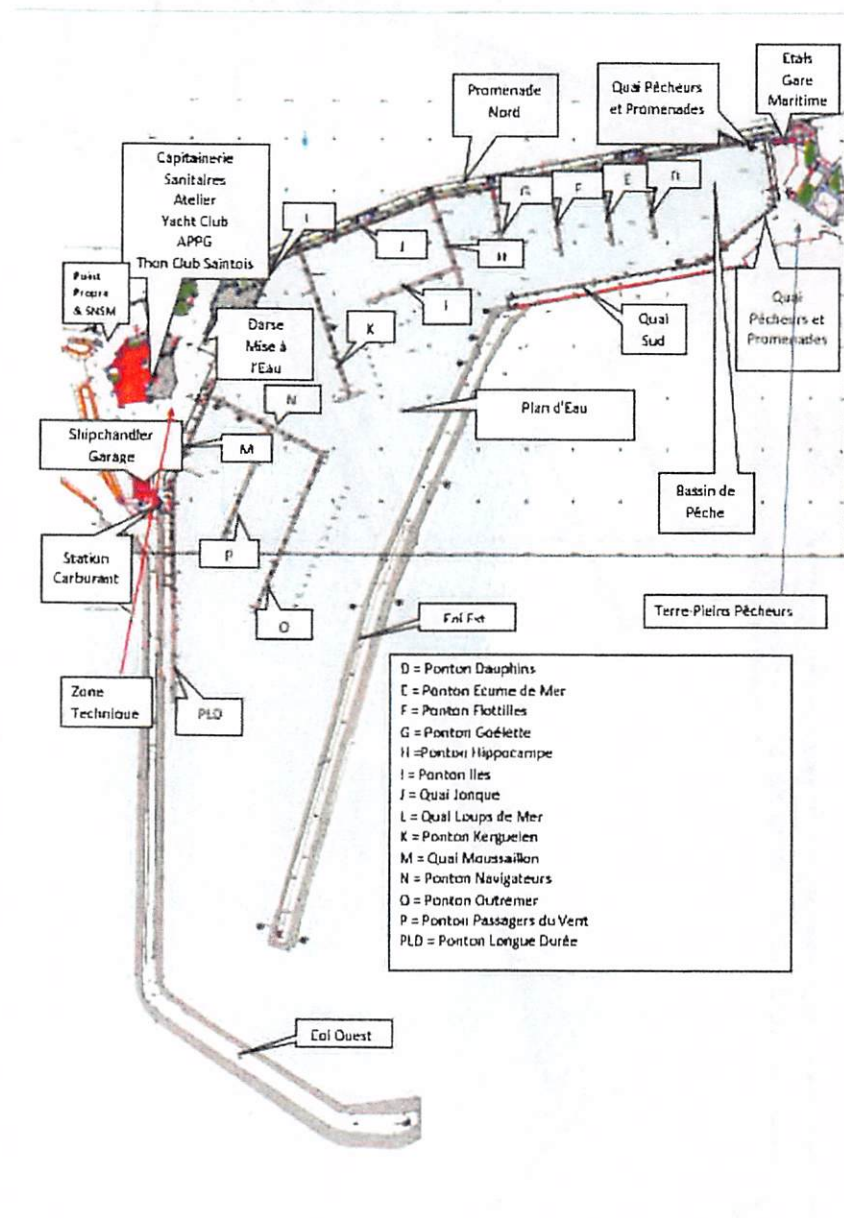 Etals
Gare
Maritime
Quai Pêcheurs
et Promenades
Promenade
Nord
Capitainerie
Sanitaires
Atelier
Yacht Club
APPG
Thon Club Saintois
L
G
F
E
D
J
H
I
Point
Propre
& SNSM
K
Darse
Mise à
l'Eau
Quai
Sud
Quai
Pêcheurs et
Promenades
N
Plan d'Eau
Shipchandler
Garage
M
Bassin de
Pêche
Station
Carburant
P
O
Epi Est
Terre-Pleins Pêcheurs
Zone
Technique
PLD
D = Ponton Dauphins
E = Ponton Ecume de Mer
F = Ponton Flottilles
G = Ponton Goélette
H =Ponton Hippocampe
I = Ponton Iles
J = Quai Jonque
L = Quai Loups de Mer
K = Ponton Kerguelen
M = Quai Moussaillon
N = Ponton Navigateurs
O = Ponton Outremer
P = Ponton Passagers du Vent
PLD = Ponton Longue Durée
Epi Ouest